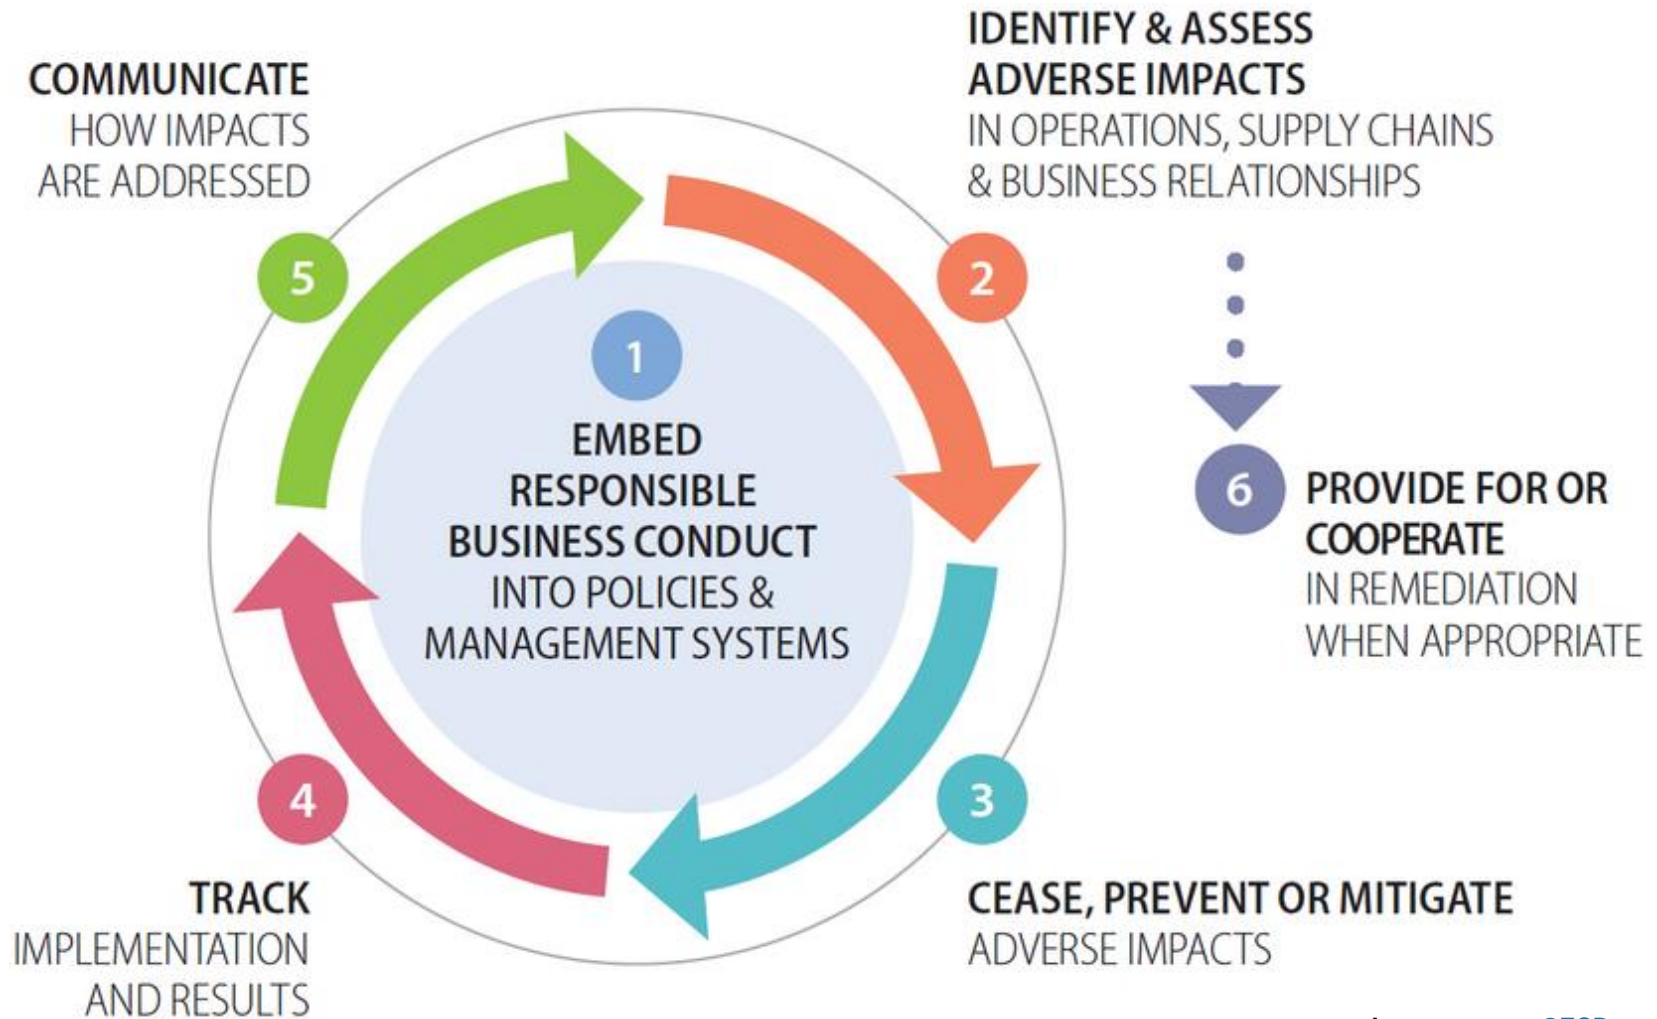 COMMUNICATE
HOW IMPACTS
ARE ADDRESSED
5
IDENTIFY & ASSESS
ADVERSE IMPACTS
IN OPERATIONS, SUPPLY CHAINS
& BUSINESS RELATIONSHIPS
2
1
EMBED
RESPONSIBLE
BUSINESS CONDUCT
INTO POLICIES &
MANAGEMENT SYSTEMS
6
PROVIDE FOR OR
COOPERATE
IN REMEDIATION
WHEN APPROPRIATE
4
TRACK
IMPLEMENTATION
AND RESULTS
3
CEASE, PREVENT OR MITIGATE
ADVERSE IMPACTS